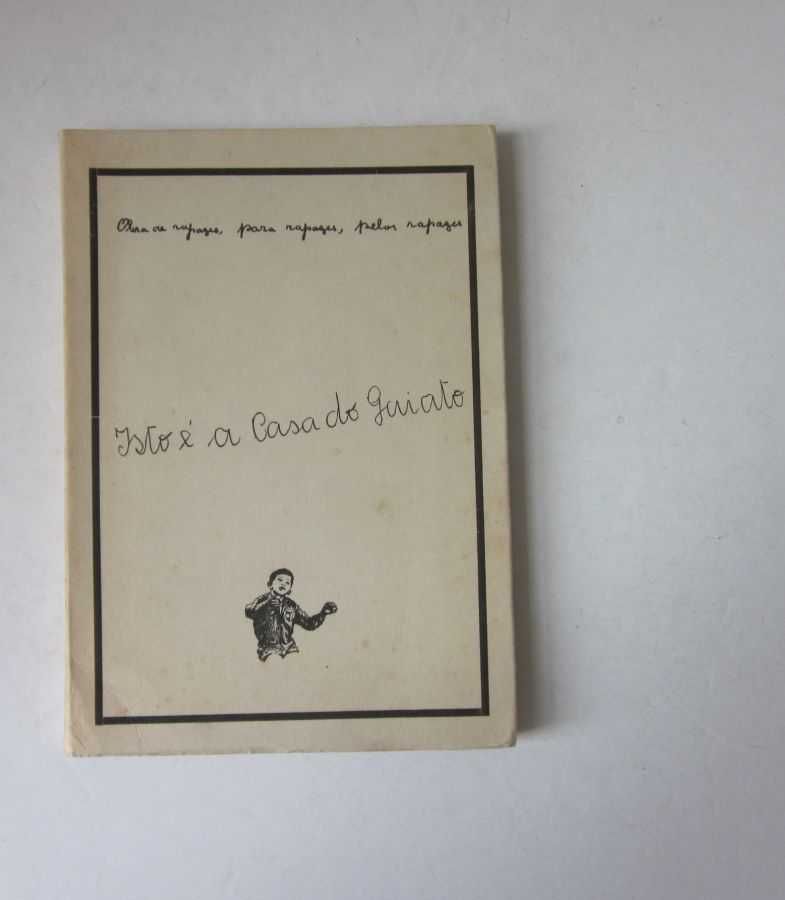 Obra de rapazes, para rapazes, pelos rapazes
Isto é a Casa do Gaiato